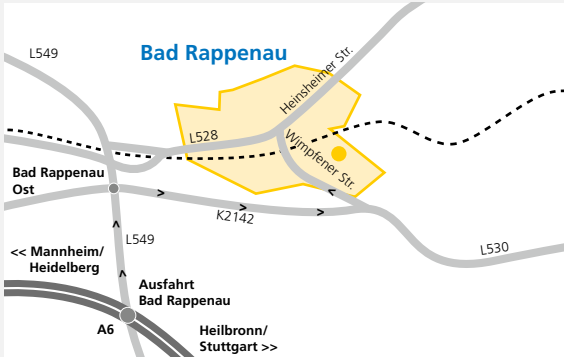 L549
Bad Rappenau
Heinsheimer Str.
L528
Wimpfener Str.
Bad Rappenau
Ost
K2142
L549
L530
<< Mannheim/
Heidelberg
Ausfahrt
Bad Rappenau
A6
Heilbronn/
Stuttgart >>